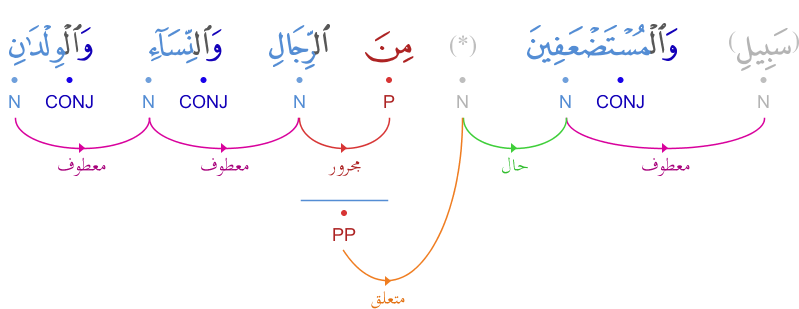 (سَبِيلِ) وَٱلْمُسْتَضْعَفِينَ (*) مِنَ ٱلرِّجَالِ وَٱلنِّسَآءِ وَٱلْوِلْدَٰنِ
N CONJ N CONJ N P N N CONJ N
معطوف حال مجرور معطوف معطوف
PP
متعلق